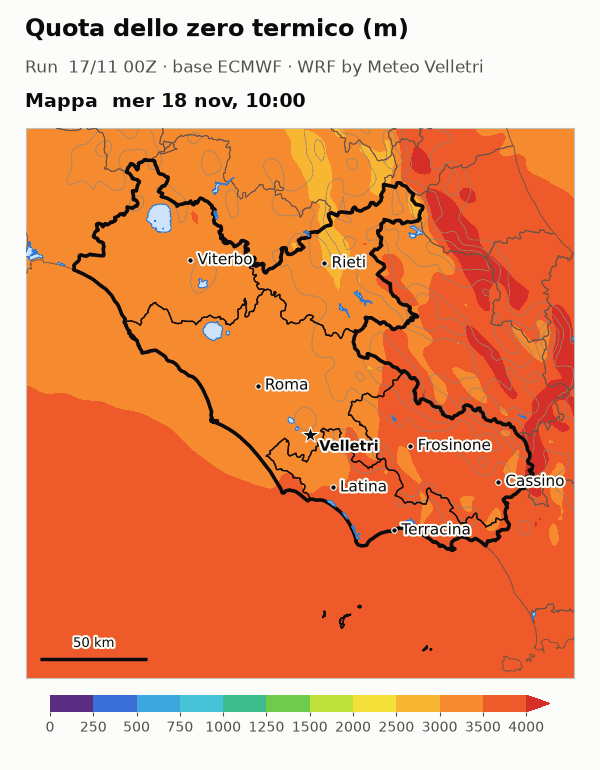 Quota dello zero termico (m)
Run  17/11 00Z · base ECMWF · WRF by Meteo Velletri
Mappa  mer 18 nov, 10:00
Viterbo
Rieti
Roma
Velletri
Frosinone
Latina
Cassino
Terracina
50 km
0 250 500 750 1000 1250 1500 2000 2500 3000 3500 4000